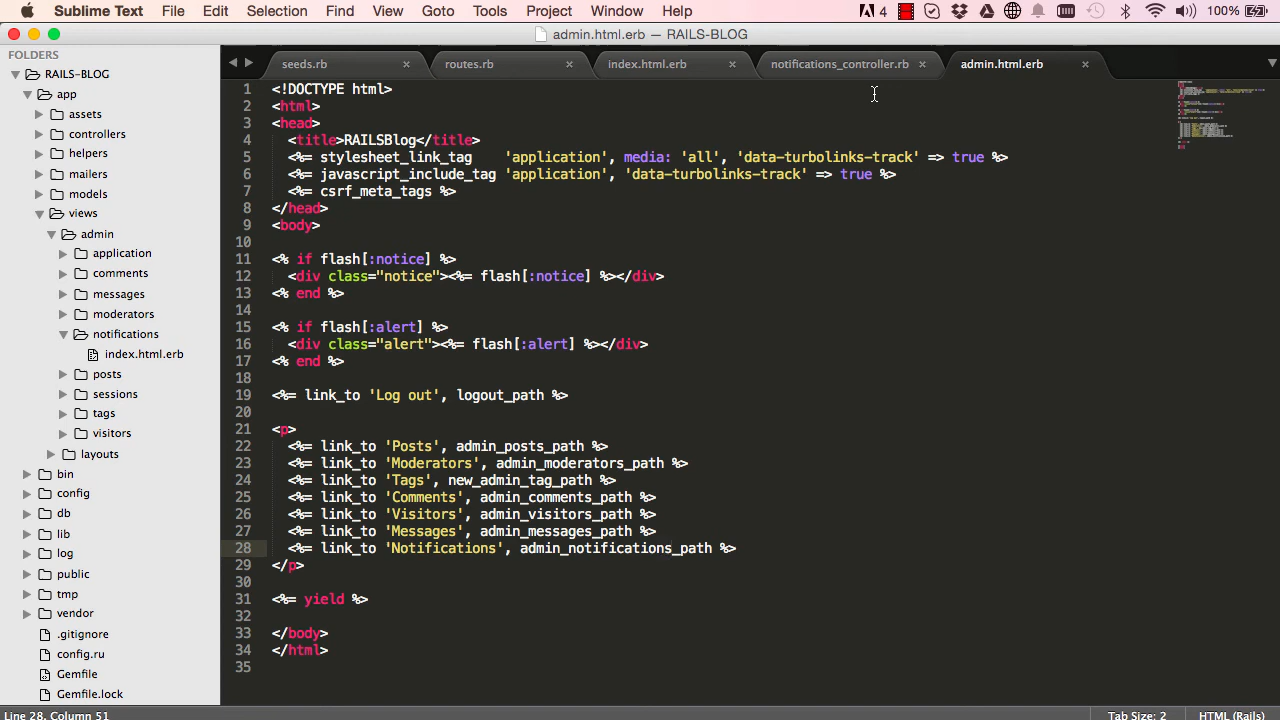 Sublime Text File Edit Selection Find View Goto Tools Project Window Help 4 100%
admin.html.erb — RAILS-BLOG
FOLDERS
RAILS-BLOG
app
assets
controllers
helpers
mailers
models
views
admin
application
comments
messages
moderators
notifications
index.html.erb
posts
sessions
tags
visitors
layouts
bin
config
db
lib
log
public
tmp
vendor
.gitignore
config.ru
Gemfile
Gemfile.lock
seeds.rb × routes.rb × index.html.erb × notifications_controller.rb × admin.html.erb ×
1 <!DOCTYPE html>
2 <html>
3 <head>
4   <title>RAILSBlog</title>
5   <%= stylesheet_link_tag    'application', media: 'all', 'data-turbolinks-track' => true %>
6   <%= javascript_include_tag 'application', 'data-turbolinks-track' => true %>
7   <%= csrf_meta_tags %>
8 </head>
9 <body>
10
11 <% if flash[:notice] %>
12   <div class="notice"><%= flash[:notice] %></div>
13 <% end %>
14
15 <% if flash[:alert] %>
16   <div class="alert"><%= flash[:alert] %></div>
17 <% end %>
18
19 <%= link_to 'Log out', logout_path %>
20
21 <p>
22   <%= link_to 'Posts', admin_posts_path %>
23   <%= link_to 'Moderators', admin_moderators_path %>
24   <%= link_to 'Tags', new_admin_tag_path %>
25   <%= link_to 'Comments', admin_comments_path %>
26   <%= link_to 'Visitors', admin_visitors_path %>
27   <%= link_to 'Messages', admin_messages_path %>
28   <%= link_to 'Notifications', admin_notifications_path %>
29 </p>
30
31 <%= yield %>
32
33 </body>
34 </html>
35
Line 28, Column 51 Tab Size: 2 HTML (Rails)